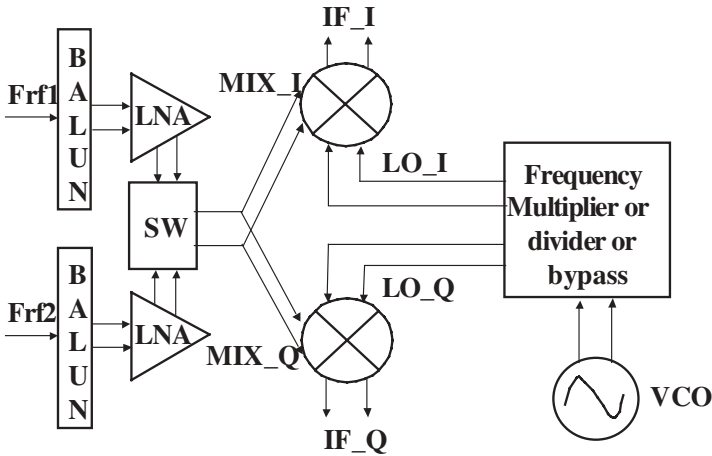 IF_I
Frf1
B
A
L
U
N
LNA
MIX_I
SW
LO_I
Frequency
Multiplier or
divider or
bypass
Frf2
B
A
L
U
N
LNA
MIX_Q
LO_Q
IF_Q
VCO